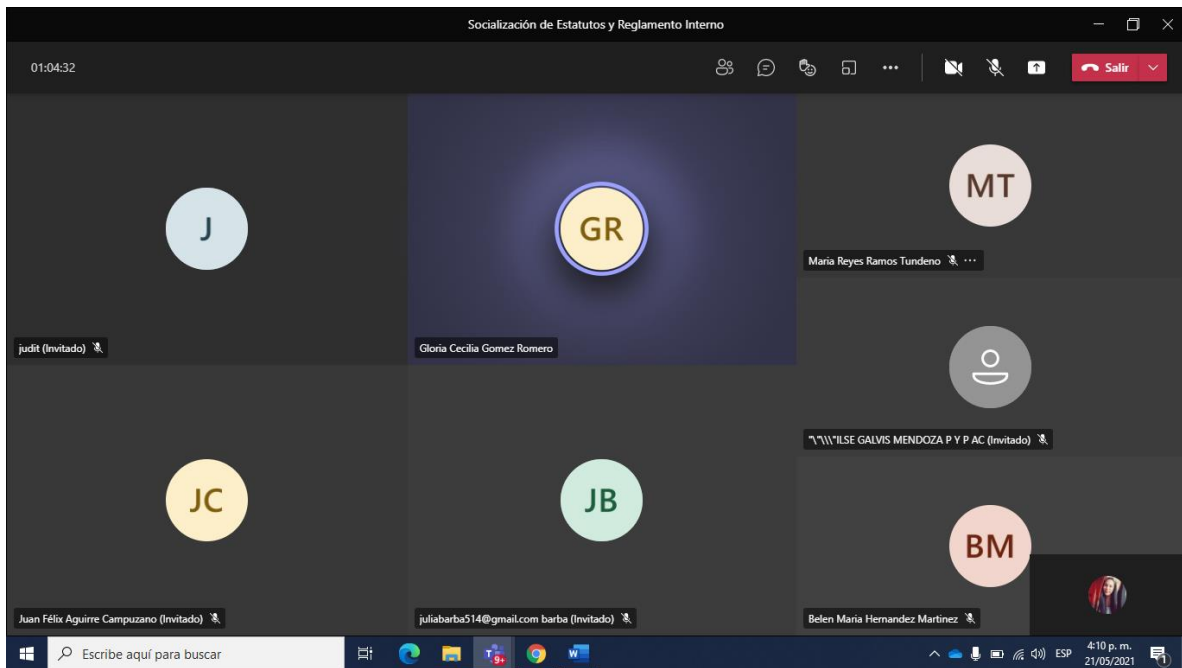 Socialización de Estatutos y Reglamento Interno
01:04:32
Salir
J
judit (Invitado)
GR
Gloria Cecilia Gomez Romero
MT
Maria Reyes Ramos Tundeno
"\"\\\"ILSE GALVIS MENDOZA P Y P AC (Invitado)
JC
Juan Félix Aguirre Campuzano (Invitado)
JB
juliabarba514@gmail.com barba (Invitado)
BM
Belen Maria Hernandez Martinez
Escribe aquí para buscar
T
9+
W
ESP
4:10 p. m.
21/05/2021
1